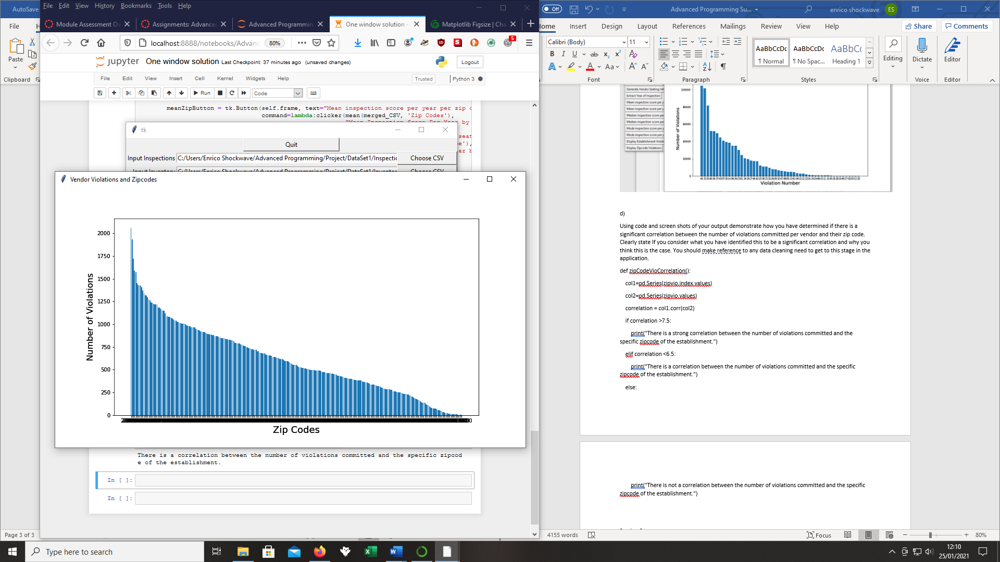 AutoSave
File Edit View History Bookmarks Tools Help
Module Assessment Ov
Assignments: Advance
Advanced Programmin
One window solution -
Matplotlib Figsize | Cha
localhost:8888/notebooks/Advanc
80%
5
jupyter One window solution Last Checkpoint: 37 minutes ago (unsaved changes)
Logout
File Edit View Insert Cell Kernel Widgets Help
Trusted
Python 3
Run
Code
meanZipButton = tk.Button(self.frame, text="Mean inspection score per year per zip c
command=lambda:clicker(mean(merged_CSV, 'Zip Codes'),
tk
Quit
Input Inspections C:/Users/Enrico Shockwave/Advanced Programming/Project/DataSet1/Inspectic Choose CSV
Input Inventory C:/Users/Enrico Shockwave/Advanced Programming/Project/DataSet1/Inventor Choose CSV
Vendor Violations and Zipcodes
2000
1750
1500
1250
1000
750
500
250
0
Number of Violations
Zip Codes
There is a correlation between the number of violations committed and the specific zipcod
e of the establishment.
In [ ]:
In [ ]:
File
Paste
Clipboard
Page 3 of 3
Off
Advanced Programming Su...
enrico shockwave
ES
Home Insert Design Layout References Mailings Review View Help
Share
Comments
Calibri (Body) 11
Font
Paragraph
AaBbCcDc
¶ Normal
AaBbCcDc
¶ No Spac...
AaBbCc
Heading 1
Styles
Editing
Dictate
Voice
Editor
Editor
Generate Vendor Seating Inf
Extract Year of Inspection
Mean inspection score per y
Mean inspection score per y
Median inspection score per
Median inspection score per
Mode inspection score per y
Mode inspection score per y
Display Establishment Violat
Display Zipcode Violations
100000
80000
60000
40000
20000
0
Number of Violations
Violation Number
d)
Using code and screen shots of your output demonstrate how you have determined if there is a
significant correlation between the number of violations committed per vendor and their zip code.
Clearly state If you consider what you have identified this to be a significant correlation and why you
think this is the case. You should make reference to any data cleaning need to get to this stage in the
application.
def zipCodeVioCorrelation():
col1=pd.Series(zipvio.index.values)
col2=pd.Series(zipvio.values)
correlation = col1.corr(col2)
if correlation >7.5:
print("There is a strong correlation between the number of violations committed and the
specific zipcode of the establishment.")
elif correlation <6.5:
print("There is a correlation between the number of violations committed and the specific
zipcode of the establishment.")
else:
print("There is not a correlation between the number of violations committed and the specific
zipcode of the establishment.")
4155 words
Focus
80%
Type here to search
12:10
25/01/2021